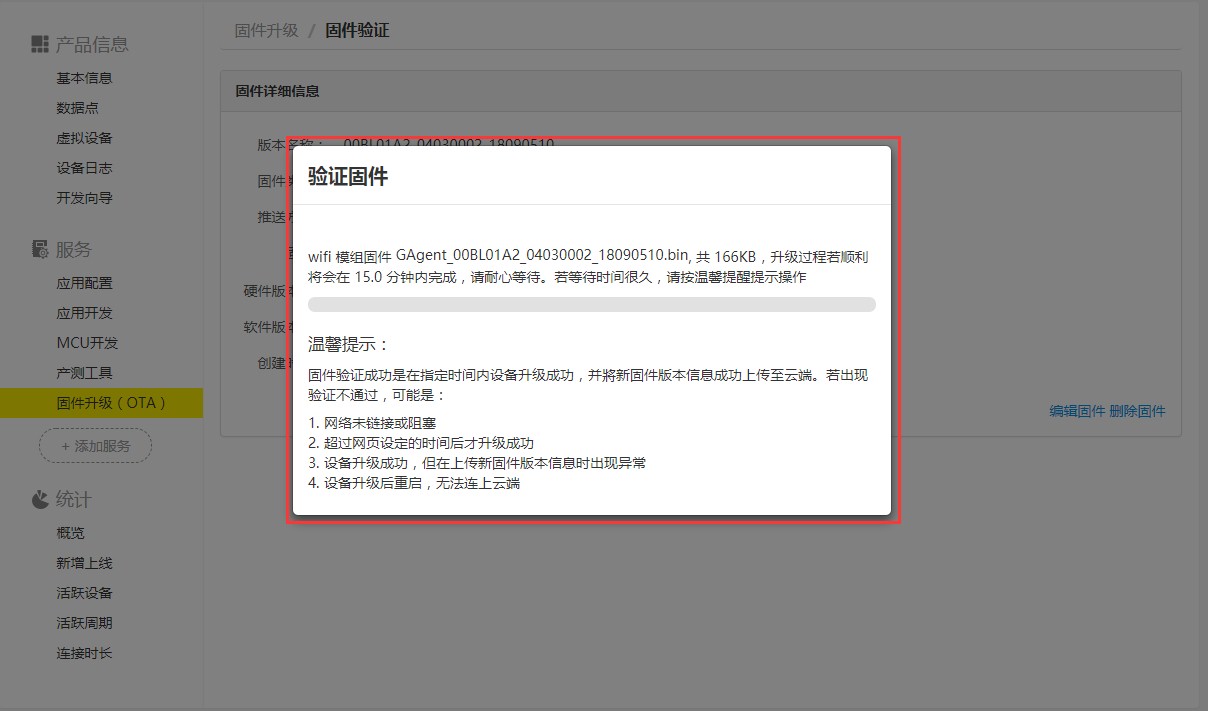 产品信息
基本信息
数据点
虚拟设备
设备日志
开发向导
服务
应用配置
应用开发
MCU开发
产测工具
固件升级（OTA）
+ 添加服务
统计
概览
新增上线
活跃设备
活跃周期
连接时长
固件升级 / 固件验证
固件详细信息
版本名称： 00BL01A2_04030002_18090510
固件
推送
硬件版
软件版
创建
验证固件
wifi 模组固件 GAgent_00BL01A2_04030002_18090510.bin, 共 166KB，升级过程若顺利
将会在 15.0 分钟内完成，请耐心等待。若等待时间很久，请按温馨提醒提示操作
温馨提示：
固件验证成功是在指定时间内设备升级成功，并將新固件版本信息成功上传至云端。若出现
验证不通过，可能是：
1. 网络未链接或阻塞
2. 超过网页设定的时间后才升级成功
3. 设备升级成功，但在上传新固件版本信息时出现异常
4. 设备升级后重启，无法连上云端
编辑固件 删除固件